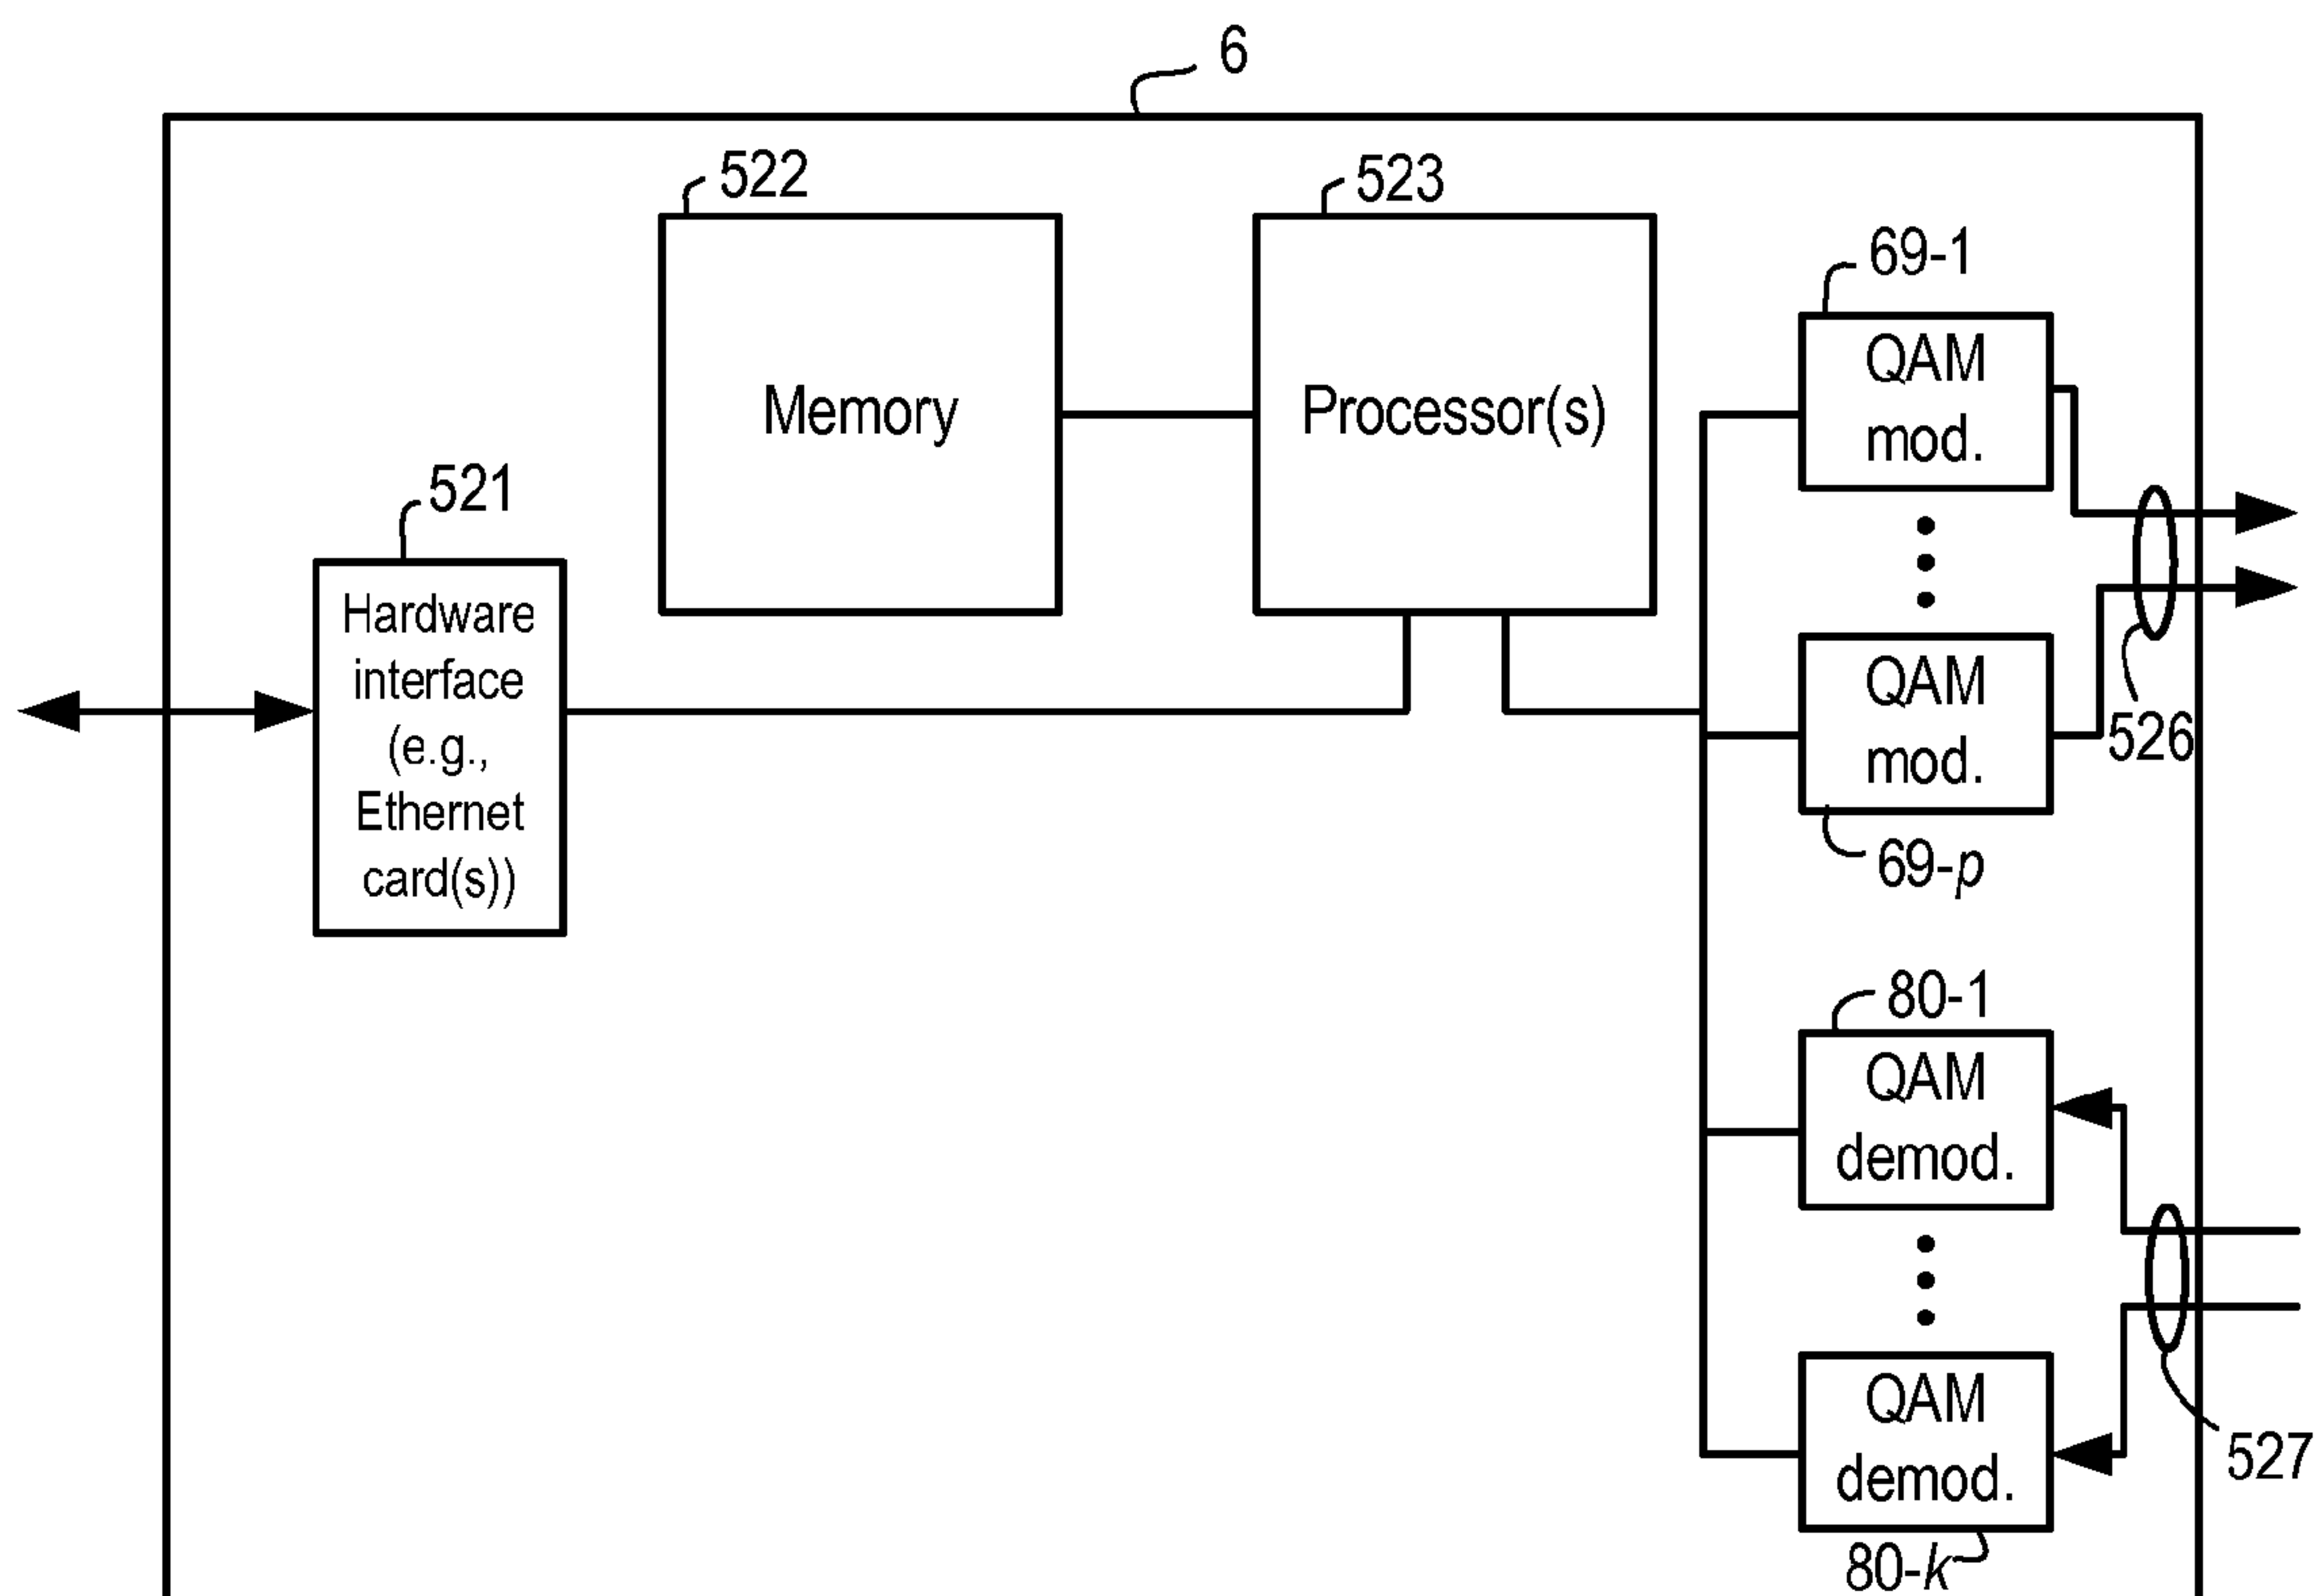 6
522
523
69-1
521
Memory
Processor(s)
QAM
mod.
Hardware
interface
(e.g.,
Ethernet
card(s))
QAM
mod.
526
69-p
80-1
QAM
demod.
QAM
demod.
527
80-k